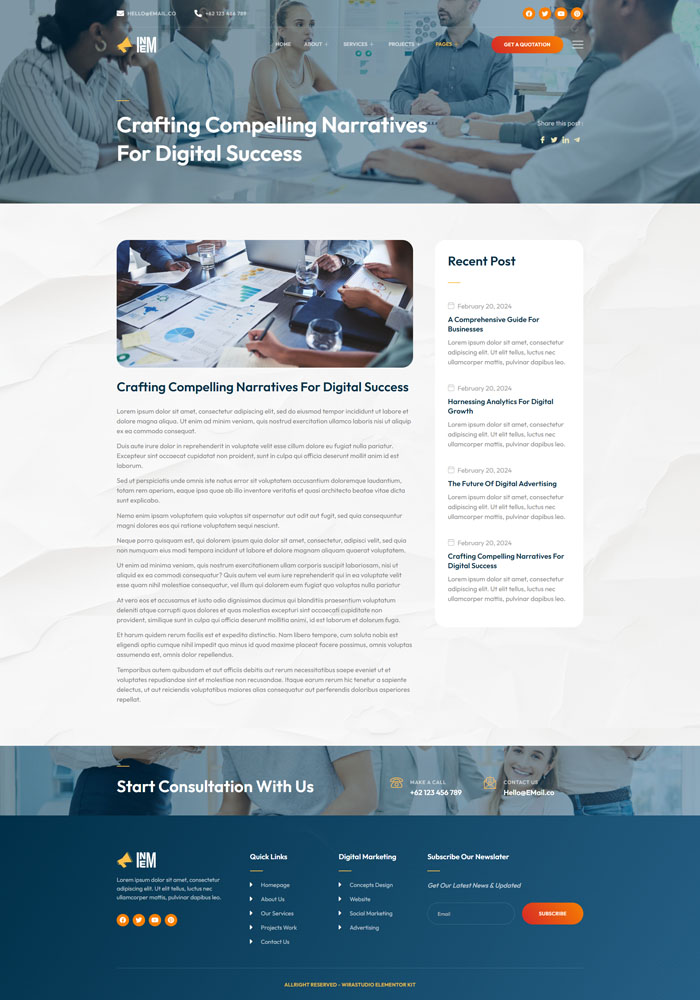 HELLO@EMAIL.CO
+62 123 456 789
INEM
HOME
ABOUT +
SERVICES +
PROJECTS +
PAGES -
GET A QUOTATION
Crafting Compelling Narratives
For Digital Success
Share this post :
Crafting Compelling Narratives For Digital Success
Lorem ipsum dolor sit amet, consectetur adipiscing elit, sed do eiusmod tempor incididunt ut labore et
dolore magna aliqua. Ut enim ad minim veniam, quis nostrud exercitation ullamco laboris nisi ut aliquip
ex ea commodo consequat.
Duis aute irure dolor in reprehenderit in voluptate velit esse cillum dolore eu fugiat nulla pariatur.
Excepteur sint occaecat cupidatat non proident, sunt in culpa qui officia deserunt mollit anim id est
laborum.
Sed ut perspiciatis unde omnis iste natus error sit voluptatem accusantium doloremque laudantium,
totam rem aperiam, eaque ipsa quae ab illo inventore veritatis et quasi architecto beatae vitae dicta
sunt explicabo.
Nemo enim ipsam voluptatem quia voluptas sit aspernatur aut odit aut fugit, sed quia consequuntur
magni dolores eos qui ratione voluptatem sequi nesciunt.
Neque porro quisquam est, qui dolorem ipsum quia dolor sit amet, consectetur, adipisci velit, sed quia
non numquam eius modi tempora incidunt ut labore et dolore magnam aliquam quaerat voluptatem.
Ut enim ad minima veniam, quis nostrum exercitationem ullam corporis suscipit laboriosam, nisi ut
aliquid ex ea commodi consequatur? Quis autem vel eum iure reprehenderit qui in ea voluptate velit
esse quam nihil molestiae consequatur, vel illum qui dolorem eum fugiat quo voluptas nulla pariatur
At vero eos et accusamus et iusto odio dignissimos ducimus qui blanditiis praesentium voluptatum
deleniti atque corrupti quos dolores et quas molestias excepturi sint occaecati cupiditate non
provident, similique sunt in culpa qui officia deserunt mollitia animi, id est laborum et dolorum fuga.
Et harum quidem rerum facilis est et expedita distinctio. Nam libero tempore, cum soluta nobis est
eligendi optio cumque nihil impedit quo minus id quod maxime placeat facere possimus, omnis voluptas
assumenda est, omnis dolor repellendus.
Temporibus autem quibusdam et aut officiis debitis aut rerum necessitatibus saepe eveniet ut et
voluptates repudiandae sint et molestiae non recusandae. Itaque earum rerum hic tenetur a sapiente
delectus, ut aut reiciendis voluptatibus maiores alias consequatur aut perferendis doloribus asperiores
repellat.
Recent Post
February 20, 2024
A Comprehensive Guide For
Businesses
Lorem ipsum dolor sit amet, consectetur
adipiscing elit. Ut elit tellus, luctus nec
ullamcorper mattis, pulvinar dapibus leo.
February 20, 2024
Harnessing Analytics For Digital
Growth
Lorem ipsum dolor sit amet, consectetur
adipiscing elit. Ut elit tellus, luctus nec
ullamcorper mattis, pulvinar dapibus leo.
February 20, 2024
The Future Of Digital Advertising
Lorem ipsum dolor sit amet, consectetur
adipiscing elit. Ut elit tellus, luctus nec
ullamcorper mattis, pulvinar dapibus leo.
February 20, 2024
Crafting Compelling Narratives For
Digital Success
Lorem ipsum dolor sit amet, consectetur
adipiscing elit. Ut elit tellus, luctus nec
ullamcorper mattis, pulvinar dapibus leo.
Start Consultation With Us
MAKE A CALL
+62 123 456 789
CONTACT US
Hello@EMail.co
INEM
Lorem ipsum dolor sit amet, consectetur
adipiscing elit. Ut elit tellus, luctus nec
ullamcorper mattis, pulvinar dapibus leo.
Quick Links
Homepage
About Us
Our Services
Projects Work
Contact Us
Digital Marketing
Concepts Design
Website
Social Marketing
Advertising
Subscribe Our Newslater
Get Our Latest News & Updated
Email
SUBSCRIBE
ALLRIGHT RESERVED - WIRASTUDIO ELEMENTOR KIT